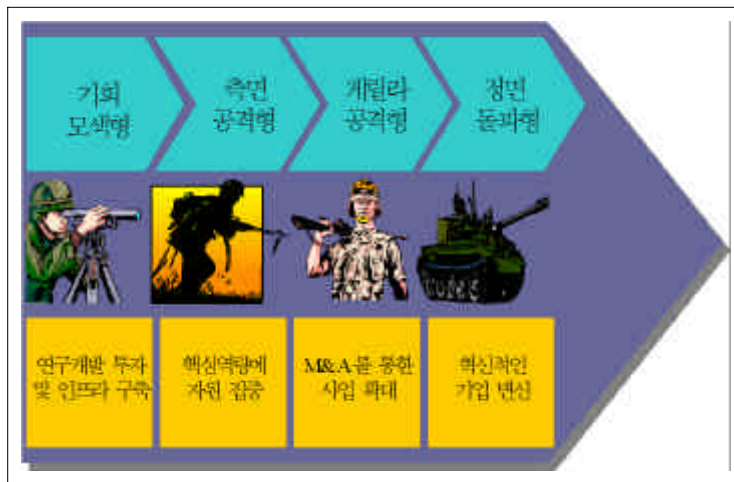 기회
모색형
측면
공격형
게릴라
공격형
정면
돌파형
연구개발 투자
및 인프라 구축
핵심역량에
자원 집중
M&A를 통한
사업 확대
혁신적인
기업 변신